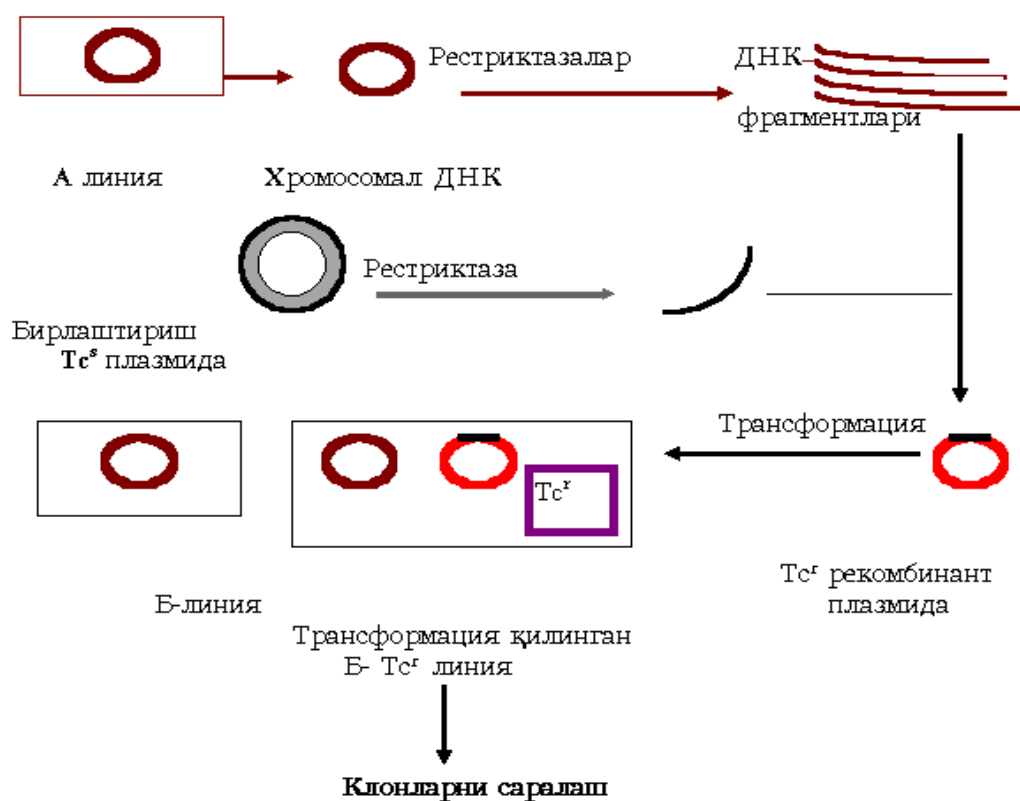 Рестриктазалар
ДНК
фрагментлари
А линия
Хромосомал ДНК
Рестриктаза
Бирлаштириш
Tcˢ плазмида
Трансформация
Tcʳ
Tcʳ рекомбинант
плазмида
Б-линия
Трансформация қилинган
Б- Tcʳ линия
Клонларни саралаш